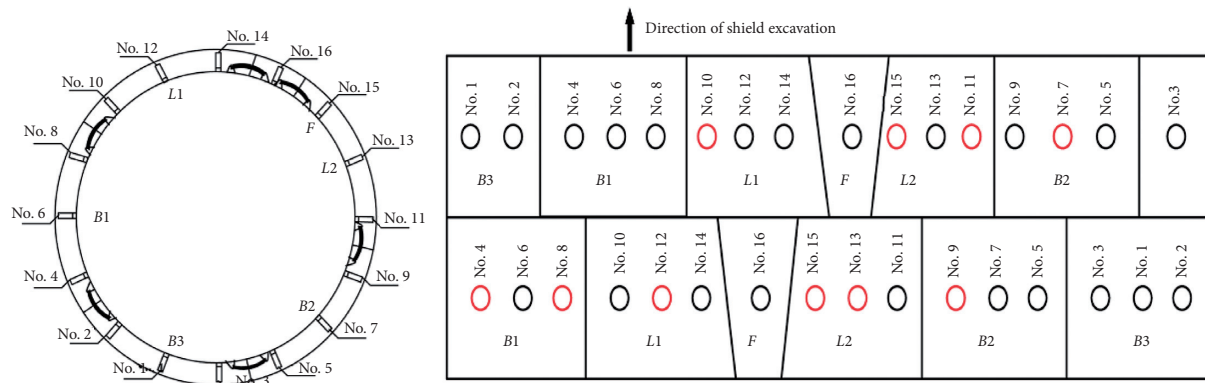 No. 14
No. 12
No. 16
No. 10
L1
No. 15
F
No. 8
No. 13
L2
No. 6
B1
No. 11
No. 4
No. 9
B2
No. 2
B3
No. 7
No. 5
No. 3
Direction of shield excavation
No. 1
No. 2
No. 4
No. 6
No. 8
No. 10
No. 12
No. 14
No. 16
No. 15
No. 13
No. 11
No. 9
No. 7
No. 5
No.3
B3
B1
L1
F
L2
B2
No. 4
No. 6
No. 8
No. 10
No. 12
No. 14
No. 16
No. 15
No. 13
No. 11
No. 9
No. 7
No. 5
No. 3
No. 1
No. 2
B1
L1
F
L2
B2
B3